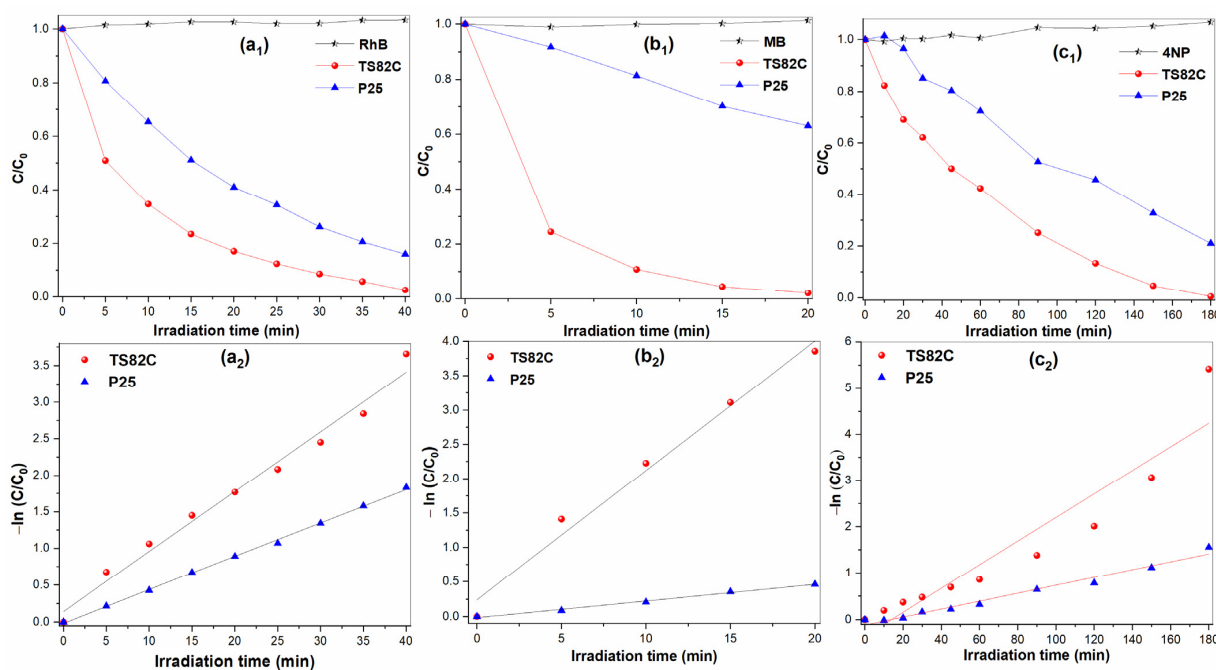 (a1)
RhB
TS82C
P25
C/C0
1.0
0.8
0.6
0.4
0.2
0.0
0 5 10 15 20 25 30 35 40
Irradiation time (min)
(b1)
MB
TS82C
P25
C/C0
1.0
0.8
0.6
0.4
0.2
0.0
0 5 10 15 20
Irradiation time (min)
(c1)
4NP
TS82C
P25
C/C0
1.0
0.8
0.6
0.4
0.2
0.0
0 20 40 60 80 100 120 140 160 180
Irradiation time (min)
(a2)
TS82C
P25
−ln (C/C0)
3.5
3.0
2.5
2.0
1.5
1.0
0.5
0.0
0 5 10 15 20 25 30 35 40
Irradiation time (min)
(b2)
TS82C
P25
− ln (C/C0)
4.0
3.5
3.0
2.5
2.0
1.5
1.0
0.5
0.0
0 5 10 15 20
Irradiation time (min)
(c2)
TS82C
P25
−ln (C/C0)
6
5
4
3
2
1
0
0 20 40 60 80 100 120 140 160 180
Irradiation time (min)